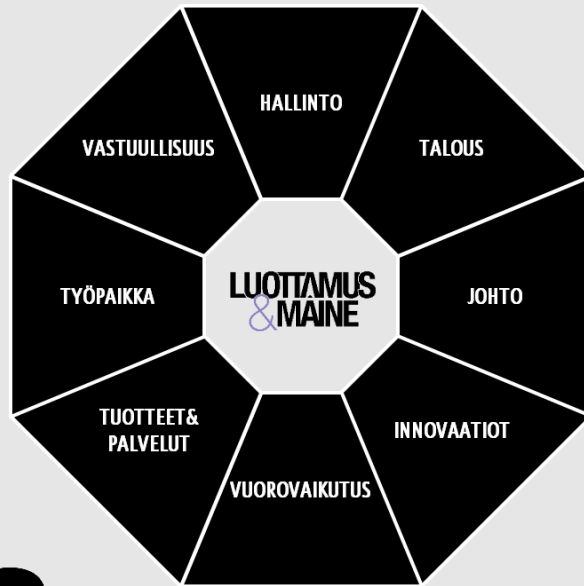 HALLINTO
TALOUS
JOHTO
INNOVAATIOT
VUOROVAIKUTUS
TUOTTEET&
PALVELUT
TYÖPAIKKA
VASTUULLISUUS
LUOTTAMUS
&MAINE